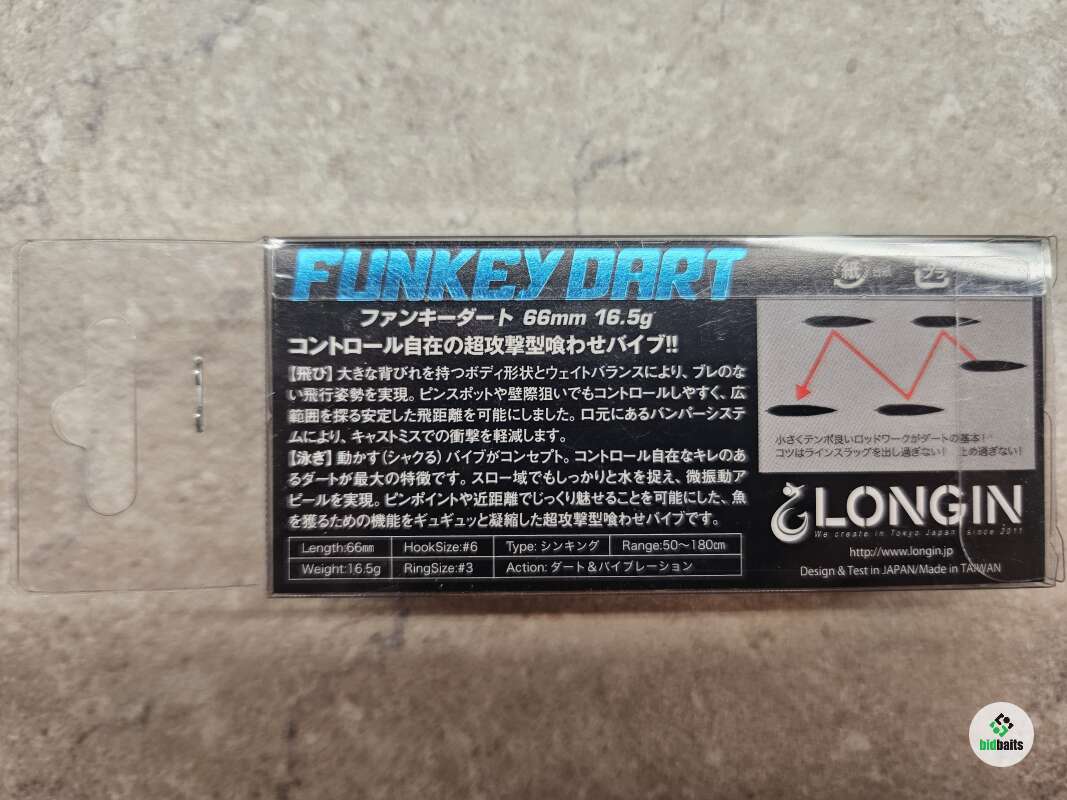 FUNKEY DART
ファンキーダート 66mm 16.5g
コントロール自在の超攻撃型喰わせバイブ!!
【飛び】大きな背びれを持つボディ形状とウェイトバランスにより、ブレのな
い飛行姿勢を実現。ピンスポットや壁際狙いでもコントロールしやすく、広
範囲を探る安定した飛距離を可能にしました。口元にあるバンパーシステ
ムにより、キャストミスでの衝撃を軽減します。
【泳ぎ】動かす(シャクる)バイブがコンセプト。コントロール自在なキレのあ
るダートが最大の特徴です。スロー域でもしっかりと水を捉え、微振動ア
ピールを実現。ピンポイントや近距離でじっくり魅せることを可能にした、魚
を獲るための機能をギュギュッと凝縮した超攻撃型喰わせバイブです。
Length:66mm HookSize:#6 Type: シンキング Range:50〜180cm
Weight:16.5g RingSize:#3 Action: ダート&バイブレーション
紙
プラ
小さくテンポ良いロッドワークがダートの基本!
コツはラインスラッグを出し過ぎない! 止め過ぎない!
LONGIN
We create in Tokyo Japan since 2011
http://www.longin.jp
Design & Test in JAPAN/Made in TAIWAN
bidbaits